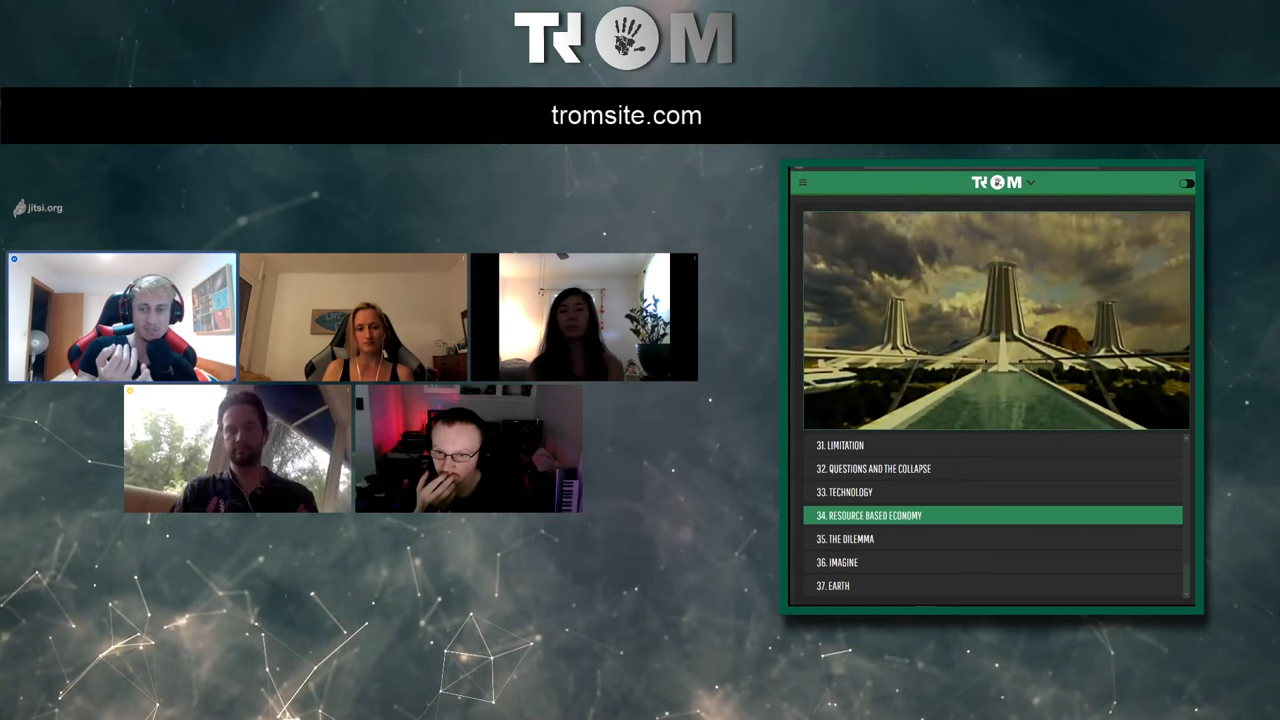 TROM
tromsite.com
jitsi.org
TROM
31. LIMITATION
32. QUESTIONS AND THE COLLAPSE
33. TECHNOLOGY
34. RESOURCE BASED ECONOMY
35. THE DILEMMA
36. IMAGINE
37. EARTH